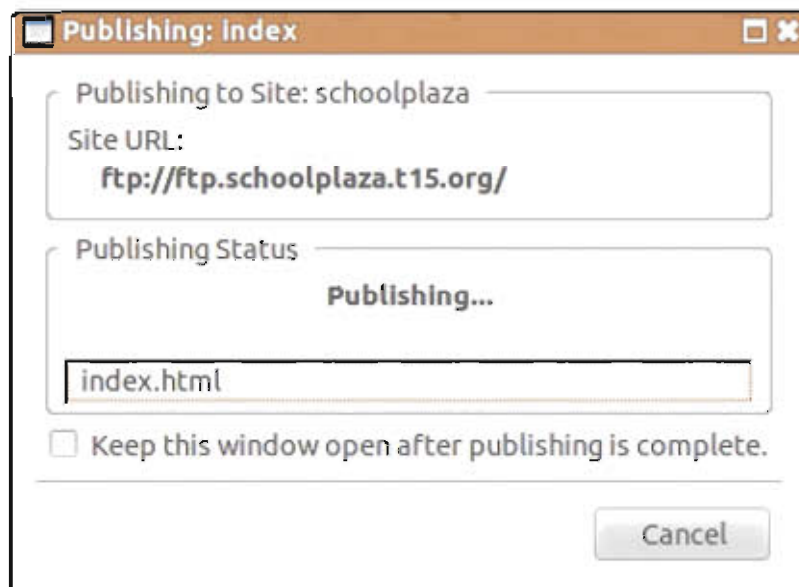 Publishing: index
Publishing to Site: schoolplaza
Site URL:
ftp://ftp.schoolplaza.t15.org/
Publishing Status
Publishing...
index.html
Keep this window open after publishing is complete.
Cancel